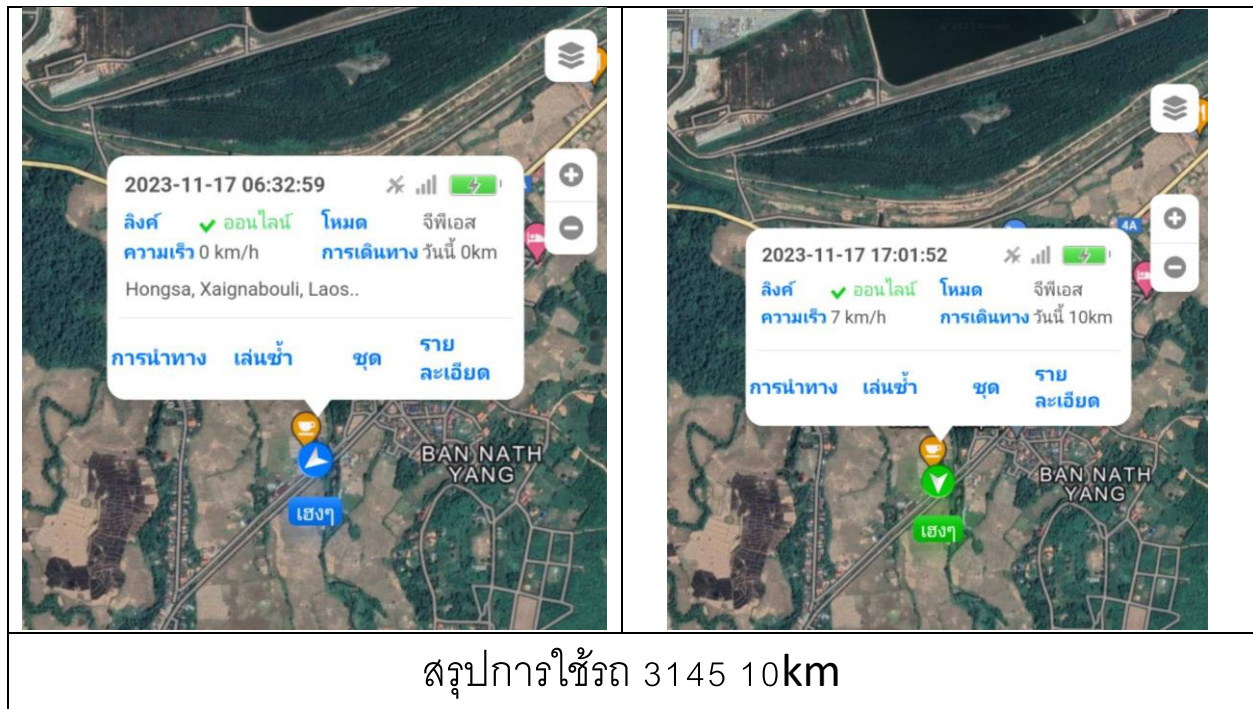 2023-11-17 06:32:59
ลิงค์ ออนไลน์ โหมด จีพีเอส
ความเร็ว 0 km/h การเดินทาง วันนี้ 0km
Hongsa, Xaignabouli, Laos..
การนำทาง เล่นซ้ำ ชุด ราย
ละเอียด
BAN NATH
YANG
เฮงๆ
2023-11-17 17:01:52
ลิงค์ ออนไลน์ โหมด จีพีเอส
ความเร็ว 7 km/h การเดินทาง วันนี้ 10km
การนำทาง เล่นซ้ำ ชุด ราย
ละเอียด
4A
BAN NATH
YANG
เฮงๆ
สรุปการใช้รถ 3145 10km